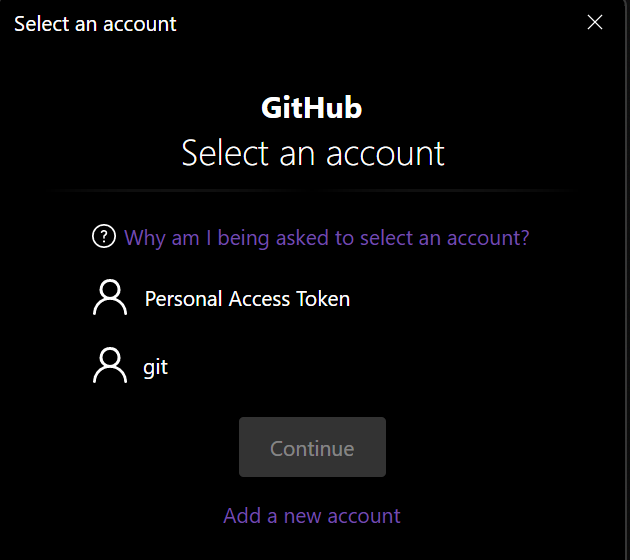 Select an account
GitHub
Select an account
Why am I being asked to select an account?
Personal Access Token
git
Continue
Add a new account